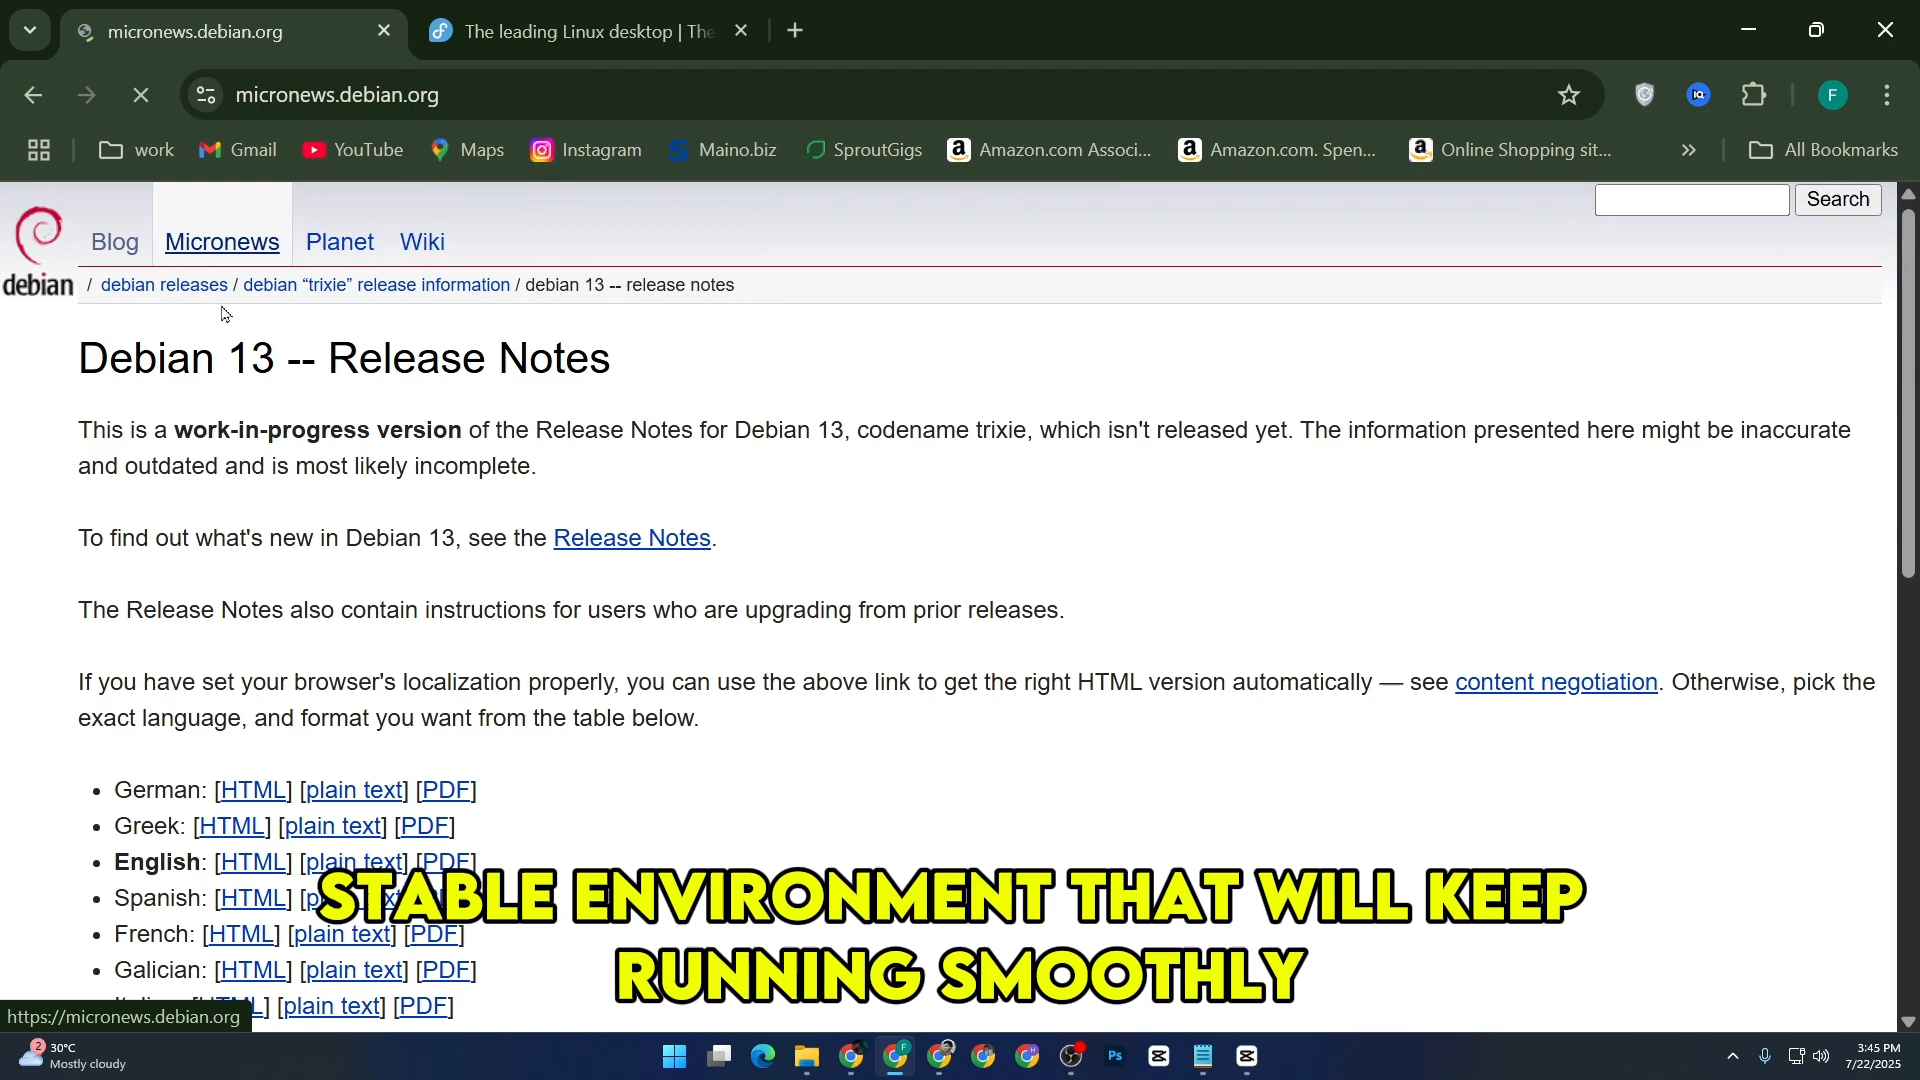 micronews.debian.org
The leading Linux desktop | The
micronews.debian.org
F
work
Gmail
YouTube
Maps
Instagram
Maino.biz
SproutGigs
Amazon.com Associ...
Amazon.com. Spen...
Online Shopping sit...
All Bookmarks
Search
debian
Blog
Micronews
Planet
Wiki
/ debian releases / debian “trixie” release information / debian 13 -- release notes
Debian 13 -- Release Notes
This is a work-in-progress version of the Release Notes for Debian 13, codename trixie, which isn't released yet. The information presented here might be inaccurate
and outdated and is most likely incomplete.
To find out what's new in Debian 13, see the Release Notes.
The Release Notes also contain instructions for users who are upgrading from prior releases.
If you have set your browser's localization properly, you can use the above link to get the right HTML version automatically — see content negotiation. Otherwise, pick the
exact language, and format you want from the table below.
• German: [HTML] [plain text] [PDF]
• Greek: [HTML] [plain text] [PDF]
• English: [HTML] [plain text] [PDF]
• Spanish: [HTML]
• French: [HTML] [plain text] [PDF]
• Galician: [HTML] [plain text] [PDF]
[plain text] [PDF]
STABLE ENVIRONMENT THAT WILL KEEP
RUNNING SMOOTHLY
https://micronews.debian.org
2
30°C
Mostly cloudy
Ps
3:45 PM
7/22/2025